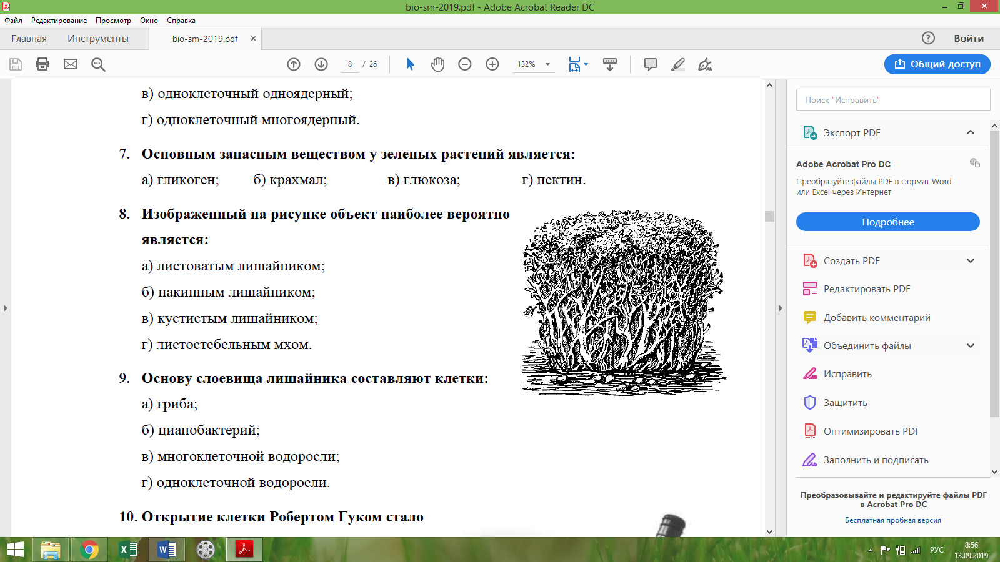 bio-sm-2019.pdf - Adobe Acrobat Reader DC
Файл Редактирование Просмотр Окно Справка
Главная Инструменты bio-sm-2019.pdf × Войти
8 / 26 132% Общий доступ
в) одноклеточный одноядерный;
г) одноклеточный многоядерный.
7. Основным запасным веществом у зеленых растений является:
а) гликоген; б) крахмал; в) глюкоза; г) пектин.
8. Изображенный на рисунке объект наиболее вероятно
является:
а) листоватым лишайником;
б) накипным лишайником;
в) кустистым лишайником;
г) листостебельным мхом.
9. Основу слоевища лишайника составляют клетки:
а) гриба;
б) цианобактерий;
в) многоклеточной водоросли;
г) одноклеточной водоросли.
10. Открытие клетки Робертом Гуком стало
Поиск "Исправить"
Экспорт PDF
Adobe Acrobat Pro DC
Преобразуйте файлы PDF в формат Word
или Excel через Интернет
Подробнее
Создать PDF
Редактировать PDF
Добавить комментарий
Объединить файлы
Исправить
Защитить
Оптимизировать PDF
Заполнить и подписать
Преобразовывайте и редактируйте файлы PDF
в Acrobat Pro DC
Бесплатная пробная версия
РУС
8:56
13.09.2019